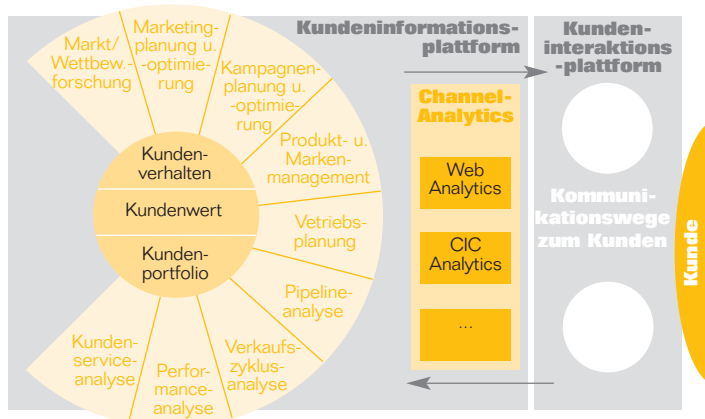 Marketing-
planung u.
-optimie-
rung
Markt/
Wettbew.-
forschung
Kampagnen-
planung u.
-optimie-
rung
Produkt- u.
Marken-
management
Vetriebs-
planung
Pipeline-
analyse
Verkaufs-
zyklus-
analyse
Perfor-
mance-
analyse
Kunden-
service-
analyse
Kunden-
verhalten
Kundenwert
Kunden-
portfolio
Kundeninformations-
plattform
Channel-
Analytics
Web
Analytics
CIC
Analytics
...
Kunden-
interaktions
-plattform
Kommuni-
kationswege
zum Kunden
Kunde